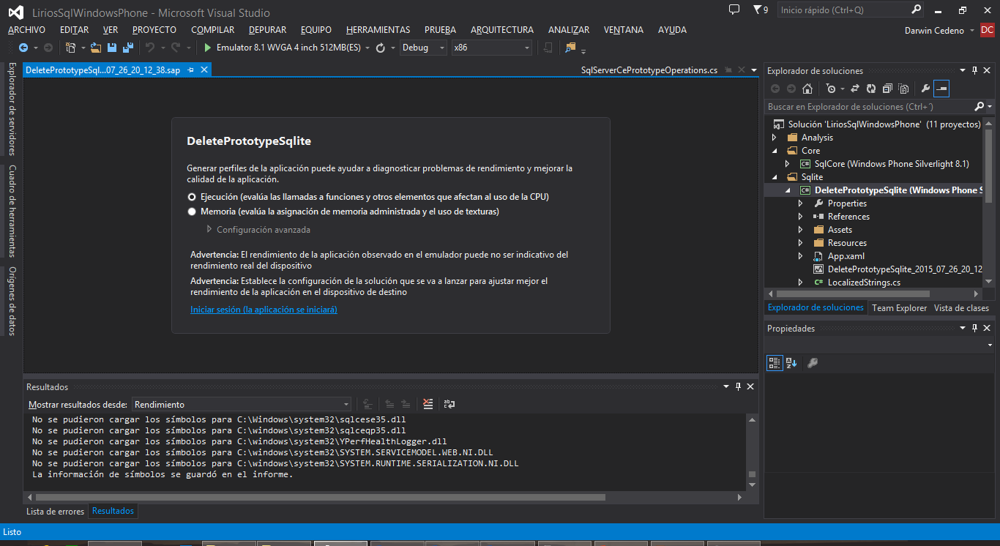 LiriosSqlWindowsPhone - Microsoft Visual Studio
9
Inicio rápido (Ctrl+Q)
ARCHIVO EDITAR VER PROYECTO COMPILAR DEPURAR EQUIPO HERRAMIENTAS PRUEBA ARQUITECTURA ANALIZAR VENTANA AYUDA
Darwin Cedeno DC
Emulator 8.1 WVGA 4 inch 512MB(ES) Debug x86
Explorador de servidores
Cuadro de herramientas
Orígenes de datos
DeletePrototypeSql...07_26_20_12_38.sap
SqlServerCePrototypeOperations.cs
DeletePrototypeSqlite
Generar perfiles de la aplicación puede ayudar a diagnosticar problemas de rendimiento y mejorar la
calidad de la aplicación.
Ejecución (evalúa las llamadas a funciones y otros elementos que afectan al uso de la CPU)
Memoria (evalúa la asignación de memoria administrada y el uso de texturas)
Configuración avanzada
Advertencia: El rendimiento de la aplicación observado en el emulador puede no ser indicativo del
rendimiento real del dispositivo
Advertencia: Establece la configuración de la solución que se va a lanzar para ajustar mejor el
rendimiento de la aplicación en el dispositivo de destino
Iniciar sesión (la aplicación se iniciará)
Resultados
Mostrar resultados desde: Rendimiento
No se pudieron cargar los símbolos para C:\Windows\system32\sqlcese35.dll
No se pudieron cargar los símbolos para C:\windows\system32\sqlceqp35.dll
No se pudieron cargar los símbolos para C:\windows\system32\YPerfHealthLogger.dll
No se pudieron cargar los símbolos para C:\windows\system32\SYSTEM.SERVICEMODEL.WEB.NI.DLL
No se pudieron cargar los símbolos para C:\windows\system32\SYSTEM.RUNTIME.SERIALIZATION.NI.DLL
La información de símbolos se guardó en el informe.
Lista de errores Resultados
Explorador de soluciones
Buscar en Explorador de soluciones (Ctrl+´)
Solución 'LiriosSqlWindowsPhone' (11 proyectos)
Analysis
Core
C# SqlCore (Windows Phone Silverlight 8.1)
Sqlite
C# DeletePrototypeSqlite (Windows Phone S
Properties
References
Assets
Resources
App.xaml
DeletePrototypeSqlite_2015_07_26_20_12
C# LocalizedStrings.cs
Explorador de soluciones Team Explorer Vista de clases
Propiedades
Listo